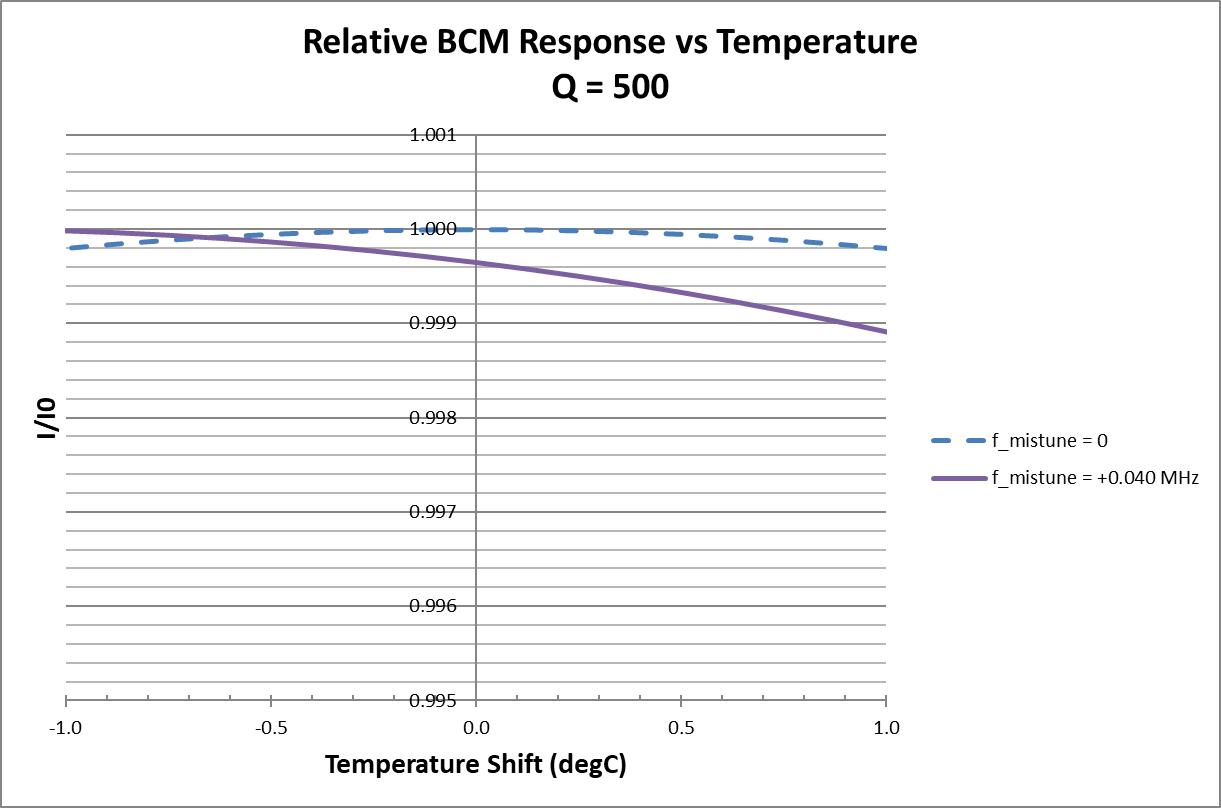 Relative BCM Response vs Temperature
Q = 500
1.001
1.000
0.999
0.998
0.997
0.996
0.995
I/I0
-1.0
-0.5
0.0
0.5
1.0
Temperature Shift (degC)
f_mistune = 0
f_mistune = +0.040 MHz